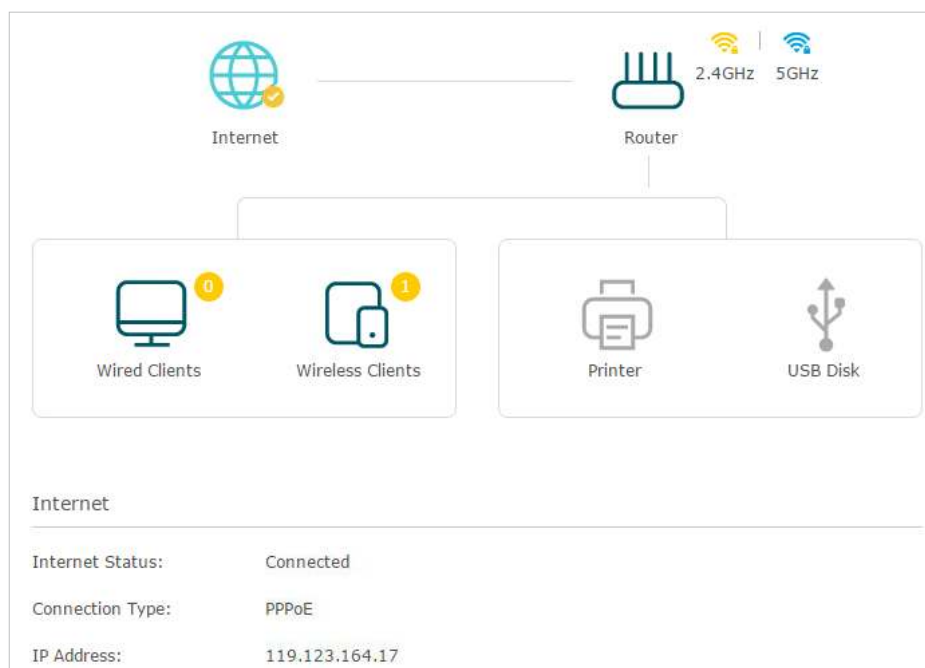 2.4GHz 5GHz
Internet
Router
0
1
Wired Clients
Wireless Clients
Printer
USB Disk
Internet
Internet Status: Connected
Connection Type: PPPoE
IP Address: 119.123.164.17